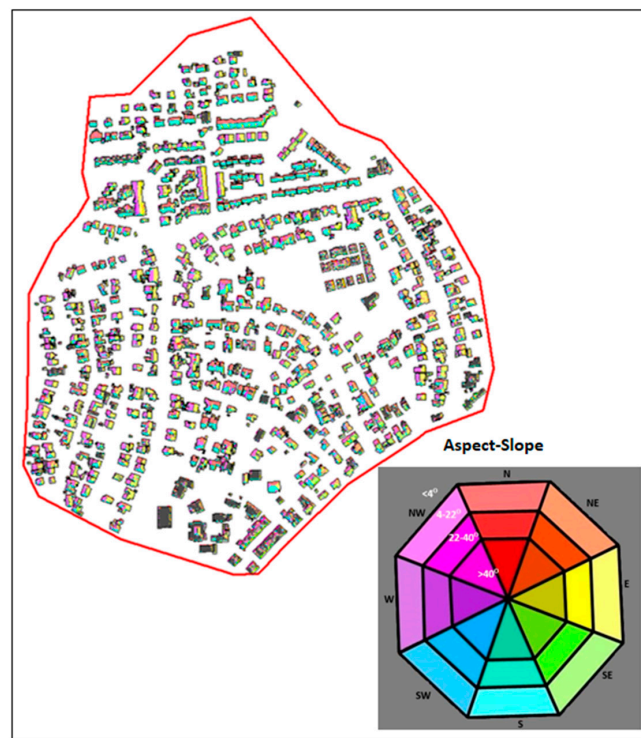 Aspect-Slope
N
<4°
NW
NE
4-22°
22-40°
>40°
W
E
SW
SE
S